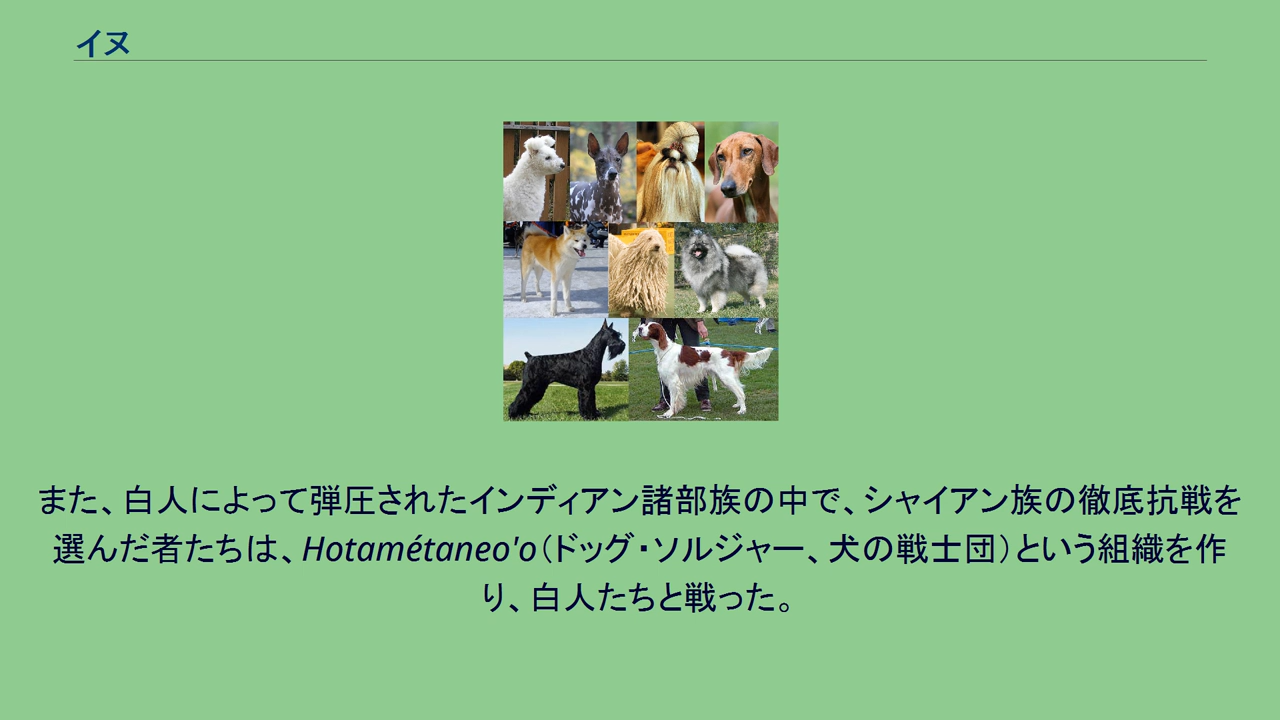 イヌ
また、白人によって弾圧されたインディアン諸部族の中で、シャイアン族の徹底抗戦を
選んだ者たちは、Hotamétaneo'o（ドッグ・ソルジャー、犬の戦士団）という組織を作
り、白人たちと戦った。